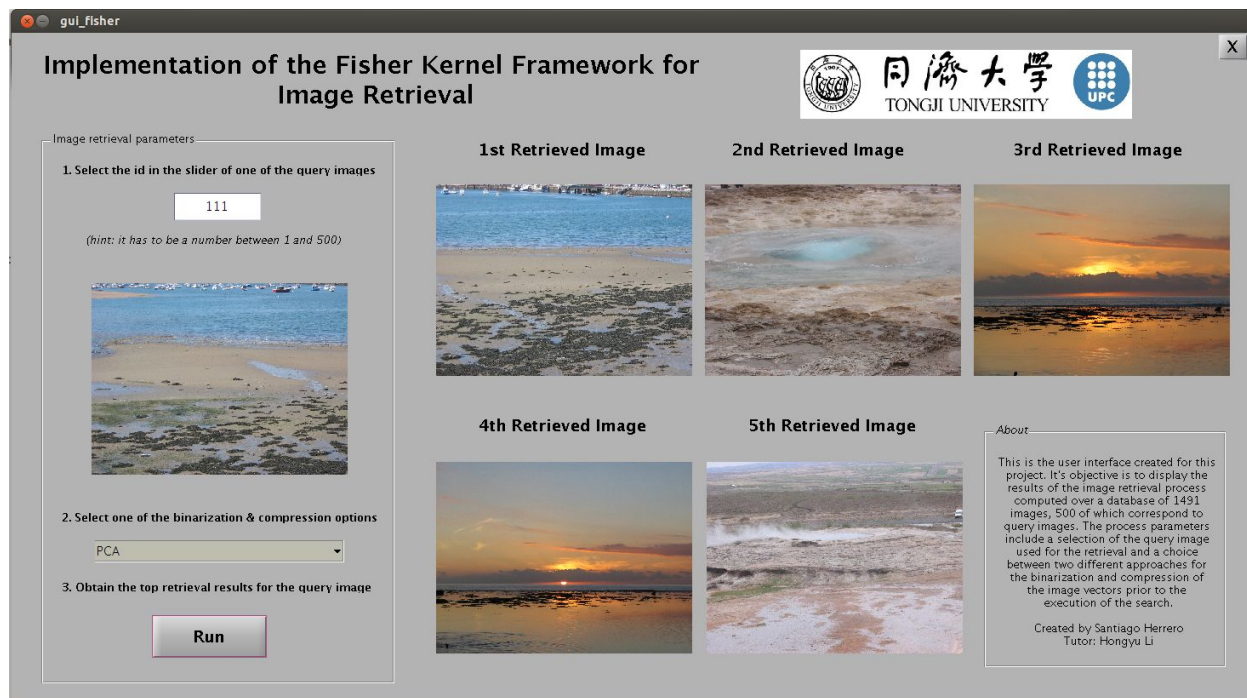 gui_fisher
X
Implementation of the Fisher Kernel Framework for
Image Retrieval
1907
TONGJI UNIVERSITY
同濟大学
TONGJI UNIVERSITY
UPC
Image retrieval parameters
1. Select the id in the slider of one of the query images
111
(hint: it has to be a number between 1 and 500)
2. Select one of the binarization & compression options
PCA
3. Obtain the top retrieval results for the query image
Run
1st Retrieved Image
2nd Retrieved Image
3rd Retrieved Image
4th Retrieved Image
5th Retrieved Image
About
This is the user interface created for this
project. It's objective is to display the
results of the image retrieval process
computed over a database of 1491
images, 500 of which correspond to
query images. The process parameters
include a selection of the query image
used for the retrieval and a choice
between two different approaches for
the binarization and compression of
the image vectors prior to the
execution of the search.
Created by Santiago Herrero
Tutor: Hongyu Li